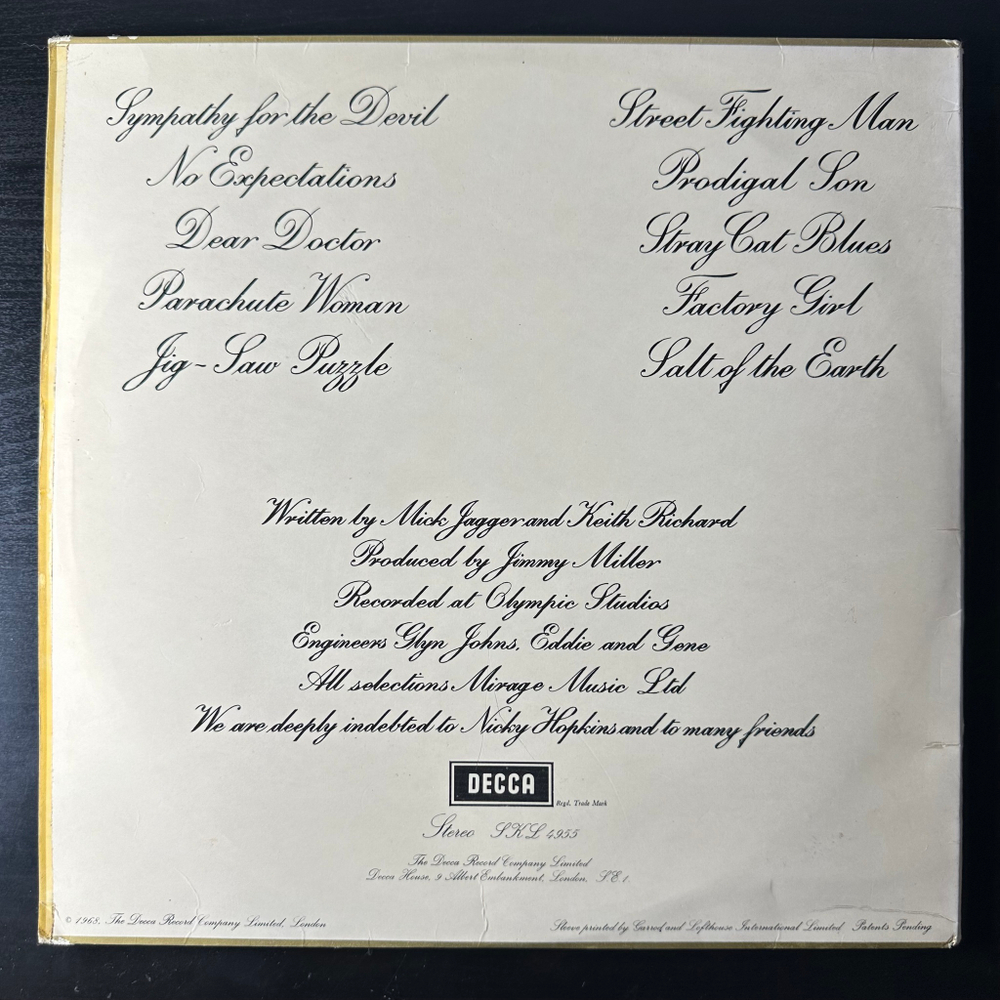 Sympathy for the Devil
No Expectations
Dear Doctor
Parachute Woman
Jig-Saw Puzzle
Street Fighting Man
Prodigal Son
Stray Cat Blues
Factory Girl
Salt of the Earth
Written by Mick Jagger and Keith Richard
Produced by Jimmy Miller
Recorded at Olympic Studios
Engineers Glyn Johns, Eddie and Gene
All selections Mirage Music Ltd
We are deeply indebted to Nicky Hopkins and to many friends
DECCA
Regd. Trade Mark
Stereo SKL 4955
The Decca Record Company Limited
Decca House, 9 Albert Embankment, London, S.E.1.
© 1968, The Decca Record Company Limited, London
Sleeve printed by Garrod and Lofthouse International Limited Patents Pending